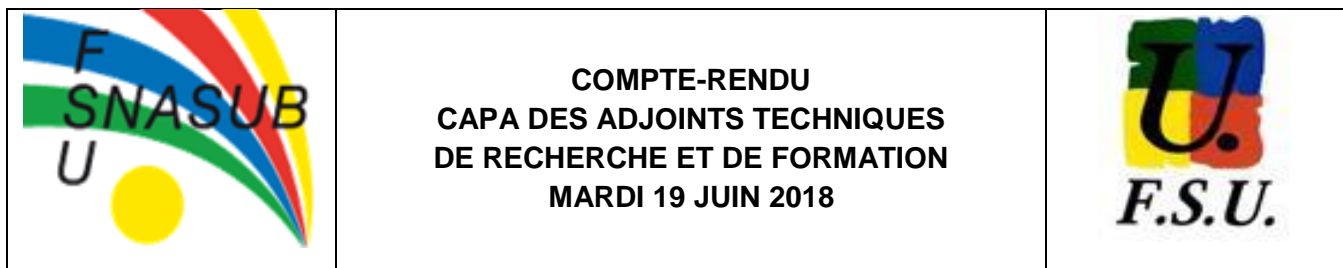 F
SNASUB
U
COMPTE-RENDU
CAPA DES ADJOINTS TECHNIQUES
DE RECHERCHE ET DE FORMATION
MARDI 19 JUIN 2018
U.
F.S.U.